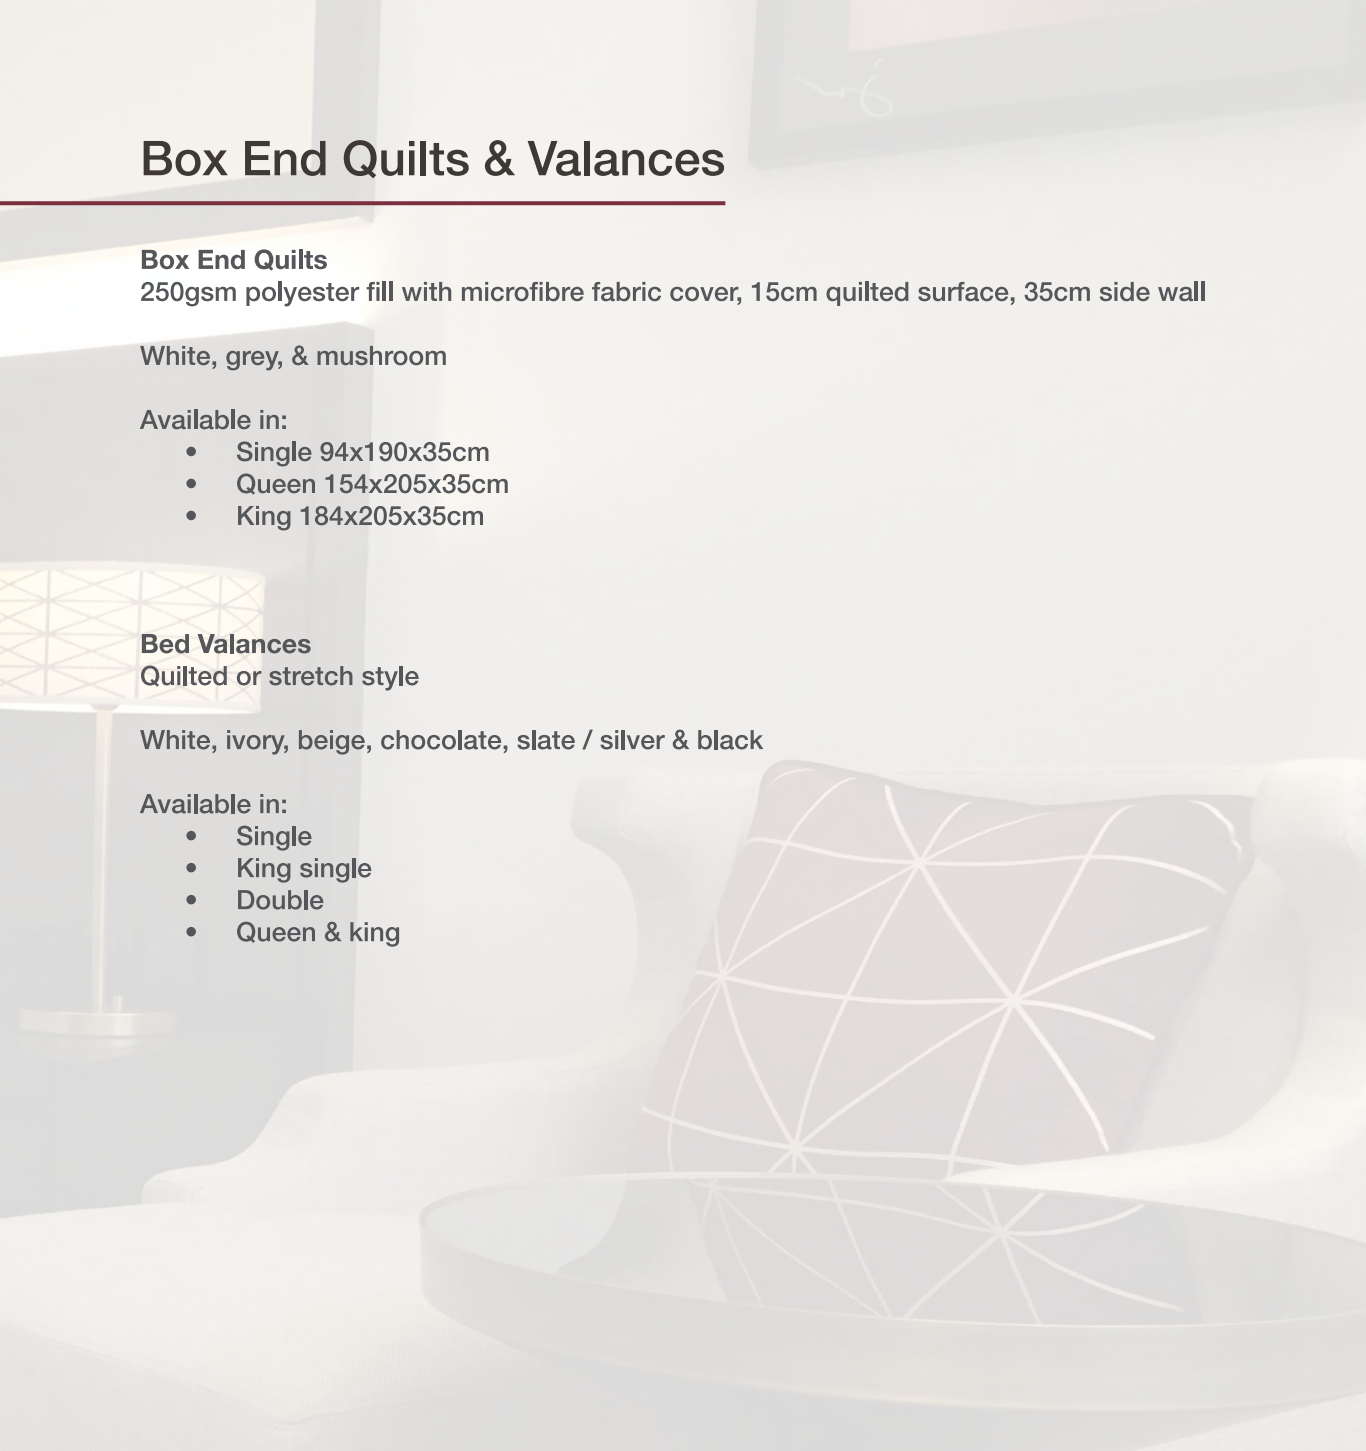 Box End Quilts & Valances
Box End Quilts
250gsm polyester fill with microfibre fabric cover, 15cm quilted surface, 35cm side wall
White, grey, & mushroom
Available in:
• Single 94x190x35cm
• Queen 154x205x35cm
• King 184x205x35cm
Bed Valances
Quilted or stretch style
White, ivory, beige, chocolate, slate / silver & black
Available in:
• Single
• King single
• Double
• Queen & king